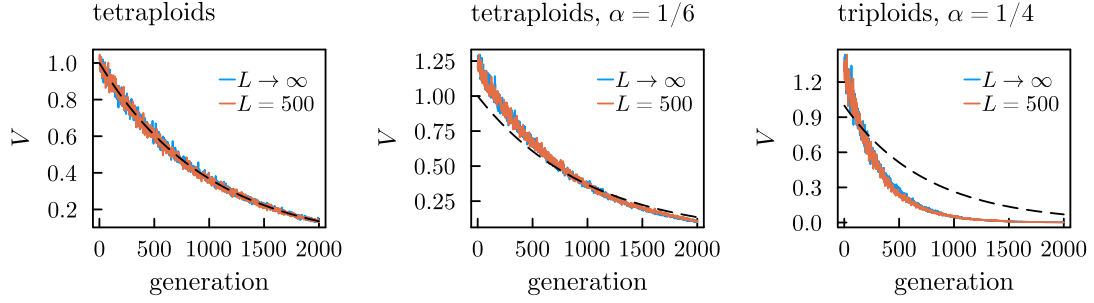 tetraploids
V
1.0
0.8
0.6
0.4
0.2
L → ∞
L = 500
0 500 1000 1500 2000
generation
tetraploids, α = 1/6
V
1.25
1.00
0.75
0.50
0.25
L → ∞
L = 500
0 500 1000 1500 2000
generation
triploids, α = 1/4
V
1.2
0.9
0.6
0.3
0.0
L → ∞
L = 500
0 500 1000 1500 2000
generation